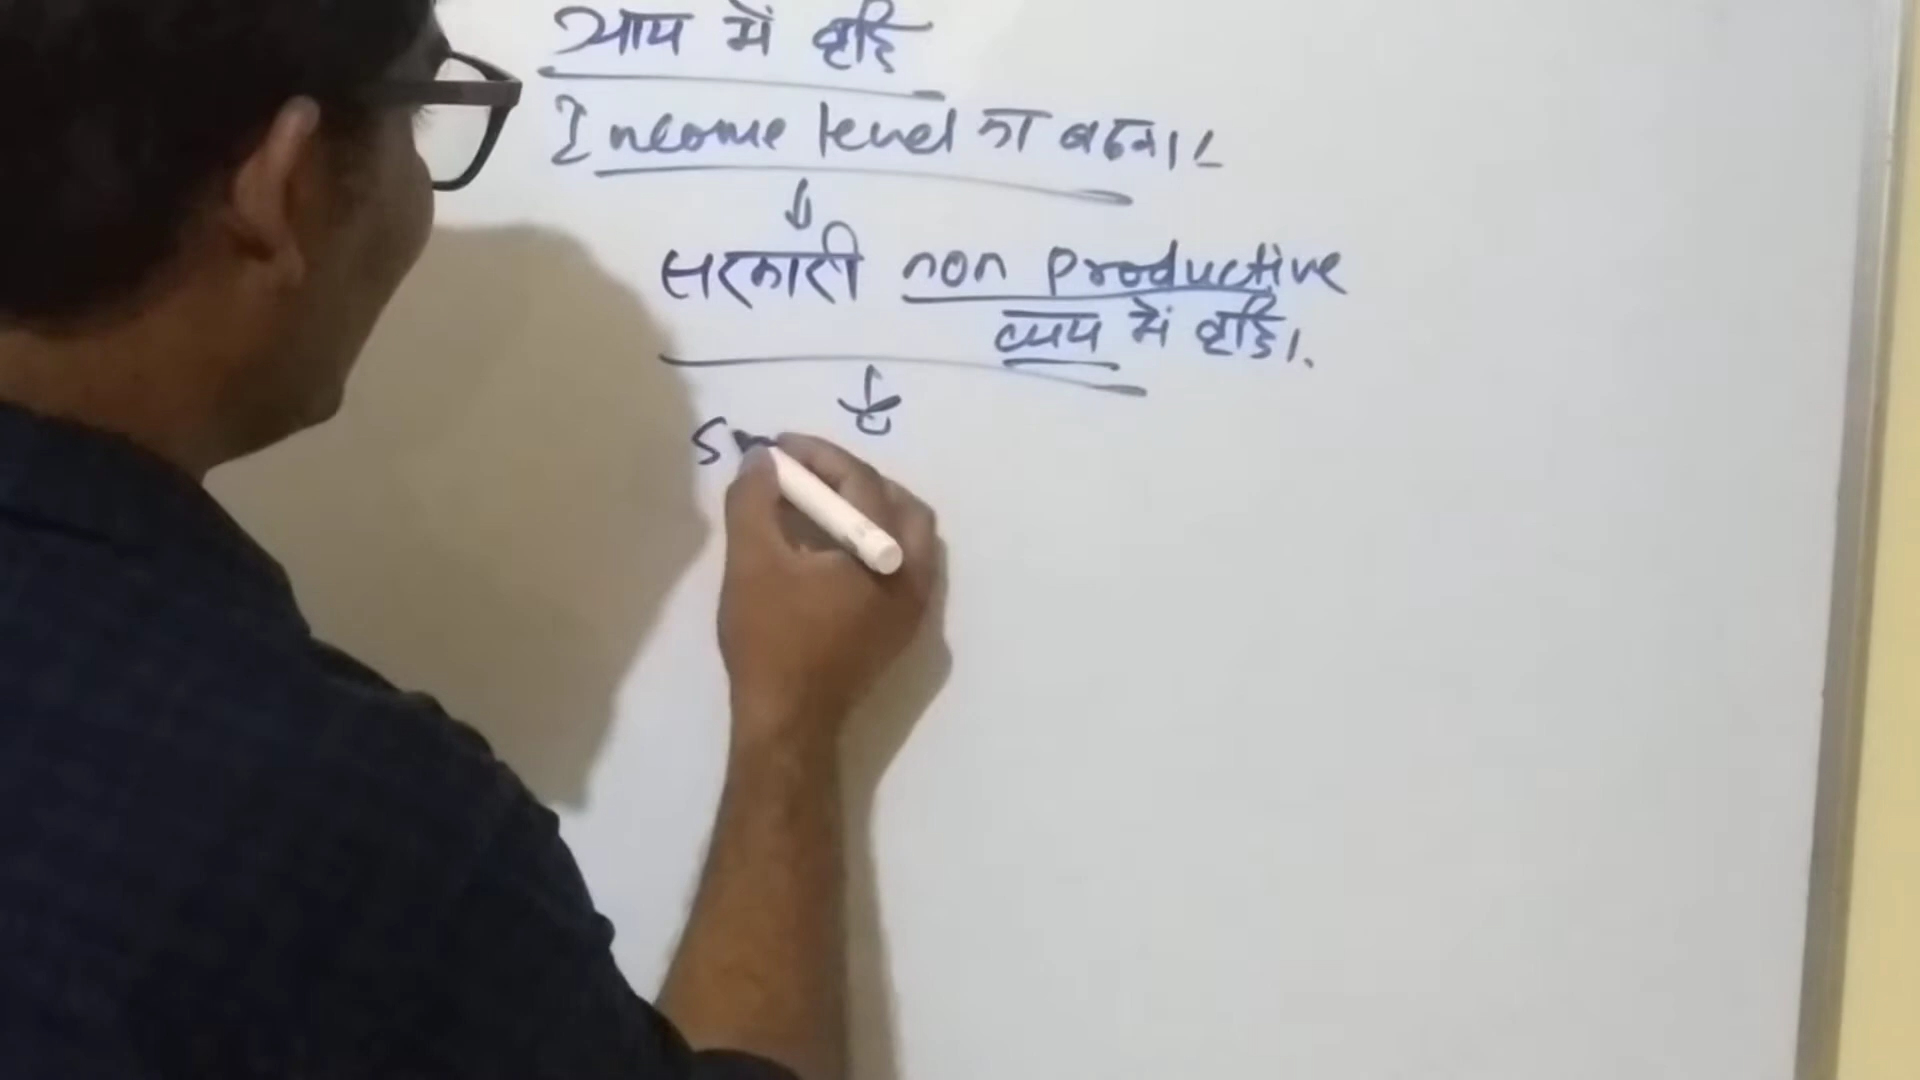 आय में वृद्धि
Income level का बढ़ना।
सरकारी non productive
व्यय में वृद्धि।
S